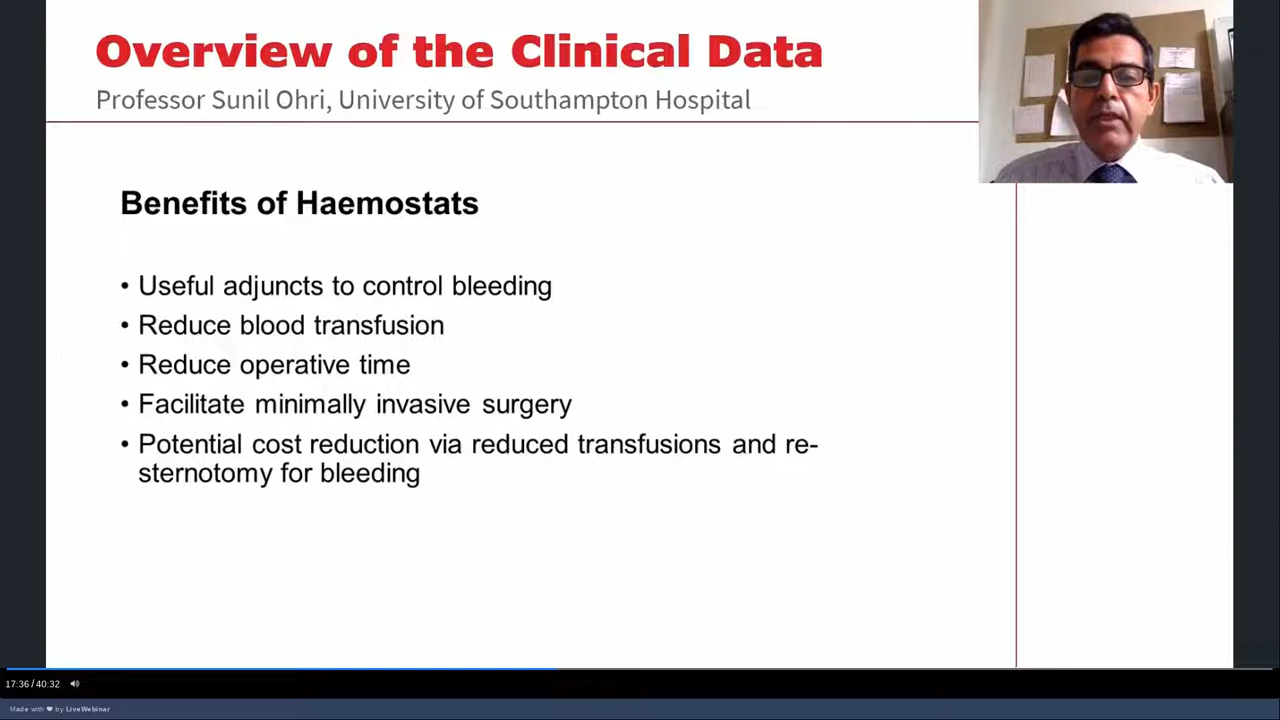 Overview of the Clinical Data
Professor Sunil Ohri, University of Southampton Hospital
Benefits of Haemostats
• Useful adjuncts to control bleeding
• Reduce blood transfusion
• Reduce operative time
• Facilitate minimally invasive surgery
• Potential cost reduction via reduced transfusions and re-
sternotomy for bleeding
17:36 / 40:32
Made with ❤ by LiveWebinar